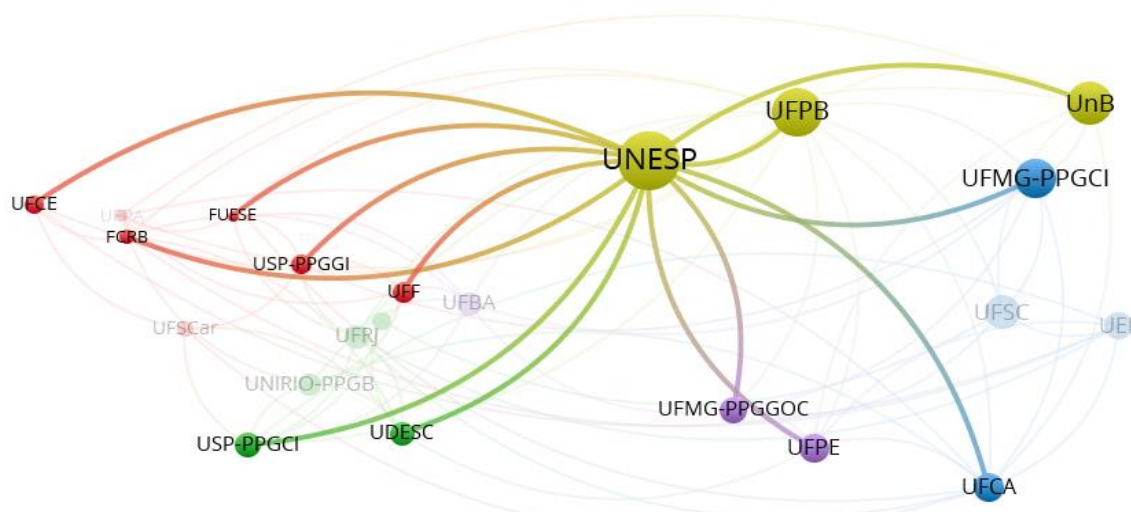 UnB
UFPB
UNESP
UFMG-PPGCI
UFCE
UFPA
FUESE
FCRB
USP-PPGGI
UFF
UFBA
UFSC
UFSCar
UFRJ
UNIRIO-PPGB
UFMG-PPGGOC
UDESC
USP-PPGCI
UFPE
UFCA